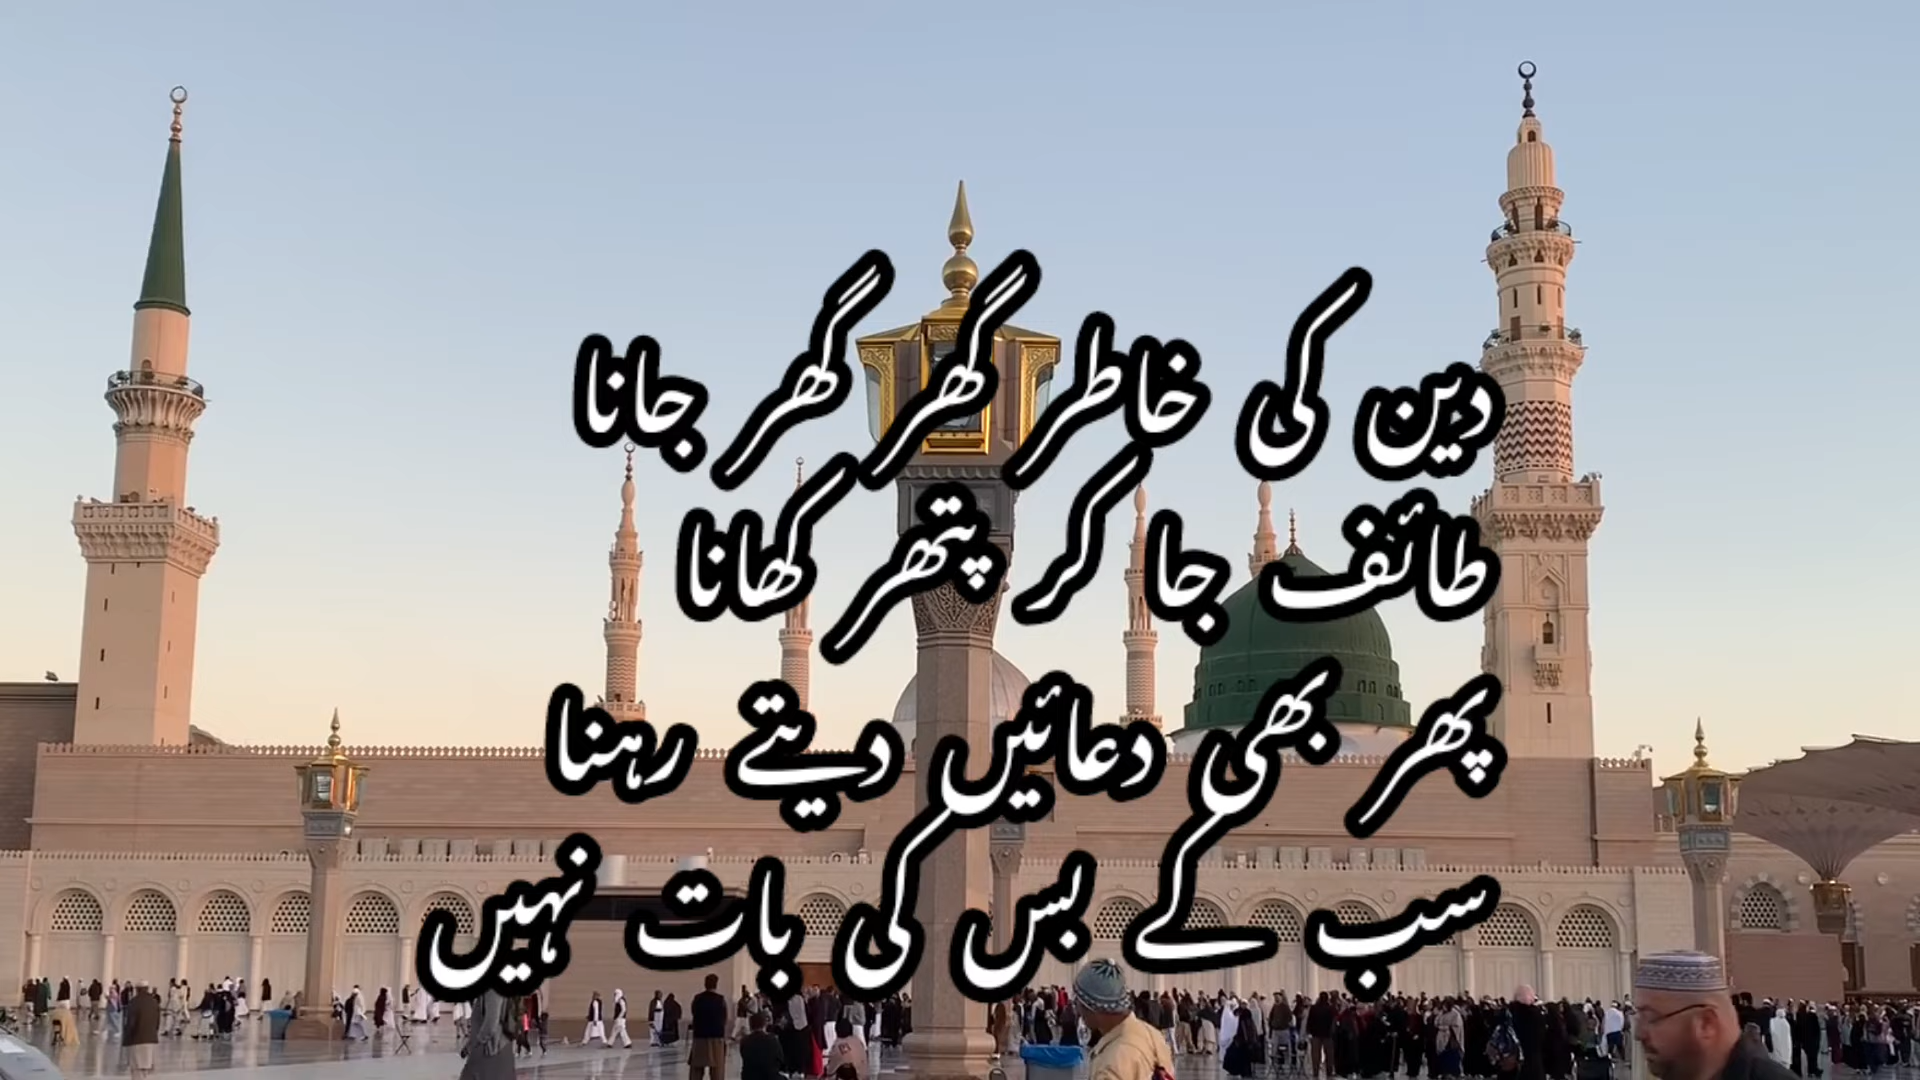 دین کی خاطر گھر گھر جانا
طائف جا کر پتھر کھانا
پھر بھی دعائیں دیتے رہنا
سب کے بس کی بات نہیں